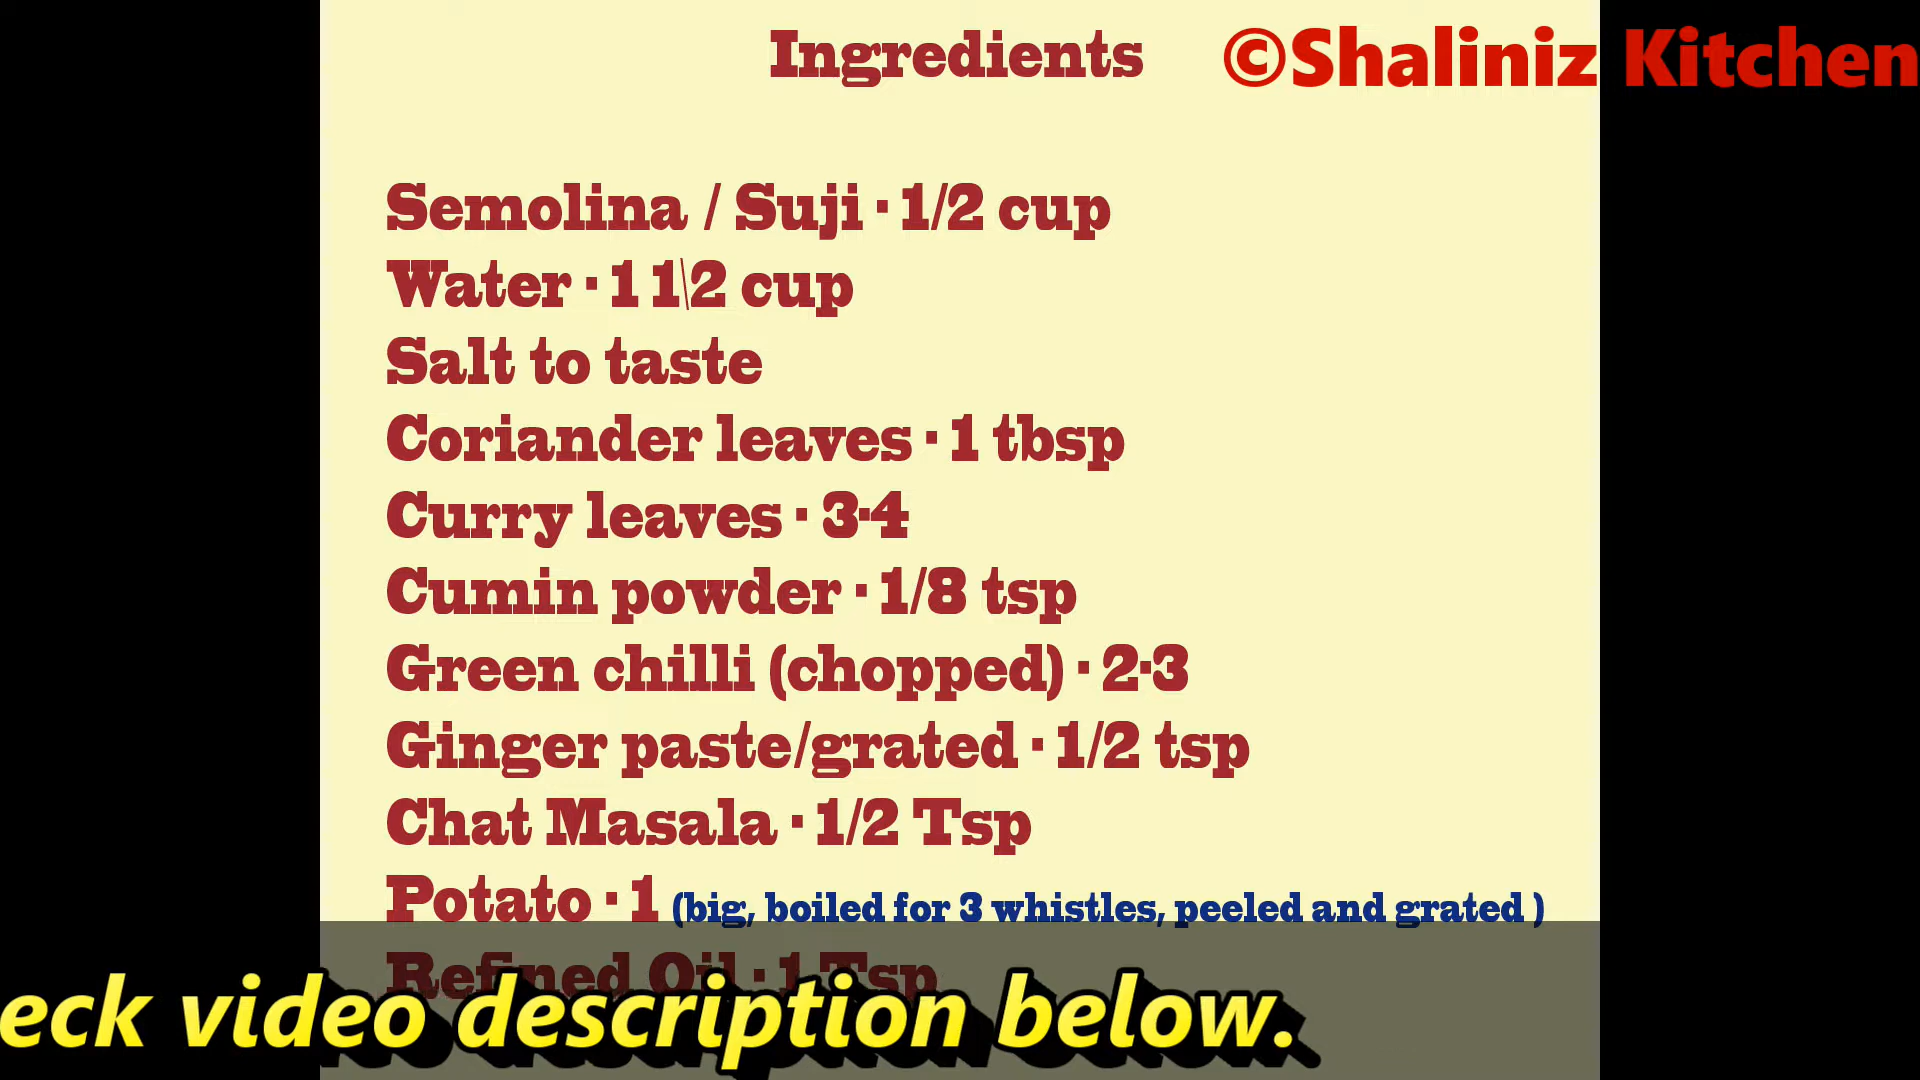 Ingredients
©Shaliniz Kitchen
Semolina / Suji · 1/2 cup
Water · 1 1\2 cup
Salt to taste
Coriander leaves · 1 tbsp
Curry leaves · 3-4
Cumin powder · 1/8 tsp
Green chilli (chopped) · 2-3
Ginger paste/grated · 1/2 tsp
Chat Masala · 1/2 Tsp
Potato · 1 (big, boiled for 3 whistles, peeled and grated )
Refined Oil · 1 Tsp
eck video description below.